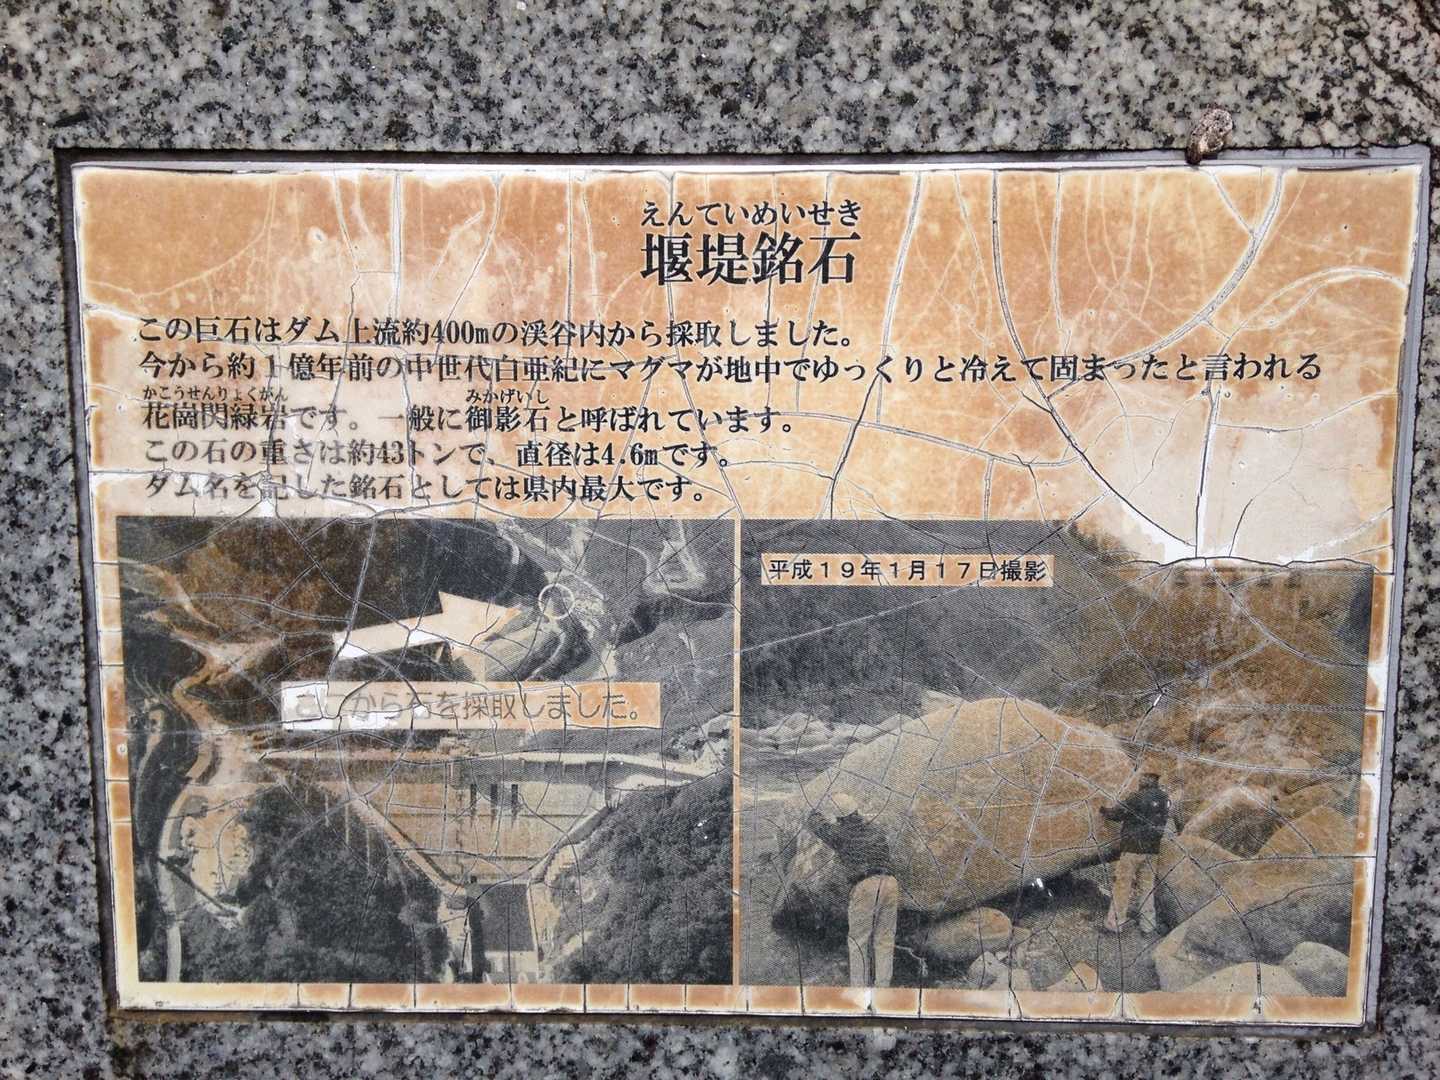 えんていめいせき
堰堤銘石
この巨石はダム上流約400mの渓谷内から採取しました。
今から約１億年前の中世代白亜紀にマグマが地中でゆっくりと冷えて固まったと言われる
かこうせんりょくがん みかげいし
花崗閃緑岩です。一般に御影石と呼ばれています。
この石の重さは約43トンで、直径は4.6mです。
ダム名を記した銘石としては県内最大です。
平成１９年１月１７日撮影
ここから石を採取しました。